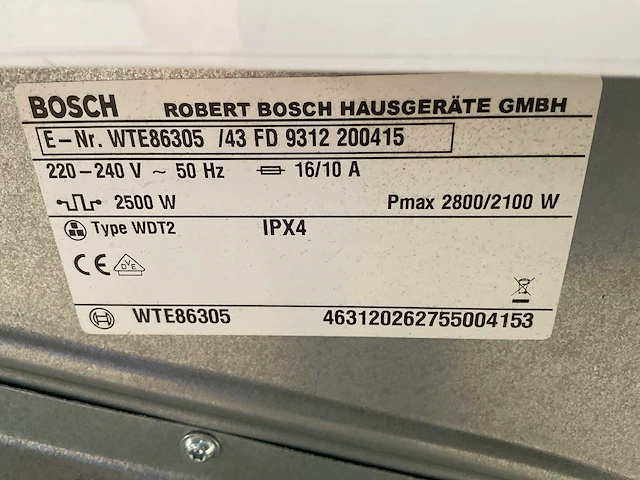 BOSCH ROBERT BOSCH HAUSGERÄTE GMBH
E-Nr. WTE86305 /43 FD 9312 200415
220-240 V ~ 50 Hz 16/10 A
2500 W Pmax 2800/2100 W
Type WDT2 IPX4
CE DVE
WTE86305 463120262755004153